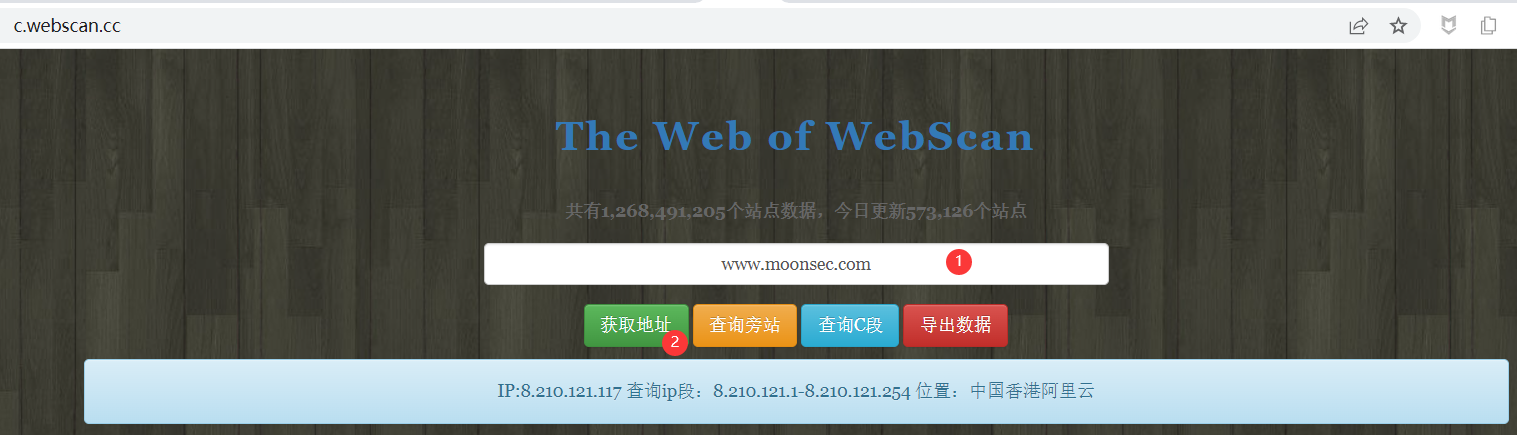 c.webscan.cc
The Web of WebScan
共有1,268,491,205个站点数据，今日更新573,126个站点
www.moonsec.com 1
获取地址 查询旁站 查询C段 导出数据
2
IP:8.210.121.117 查询ip段：8.210.121.1-8.210.121.254 位置：中国香港阿里云